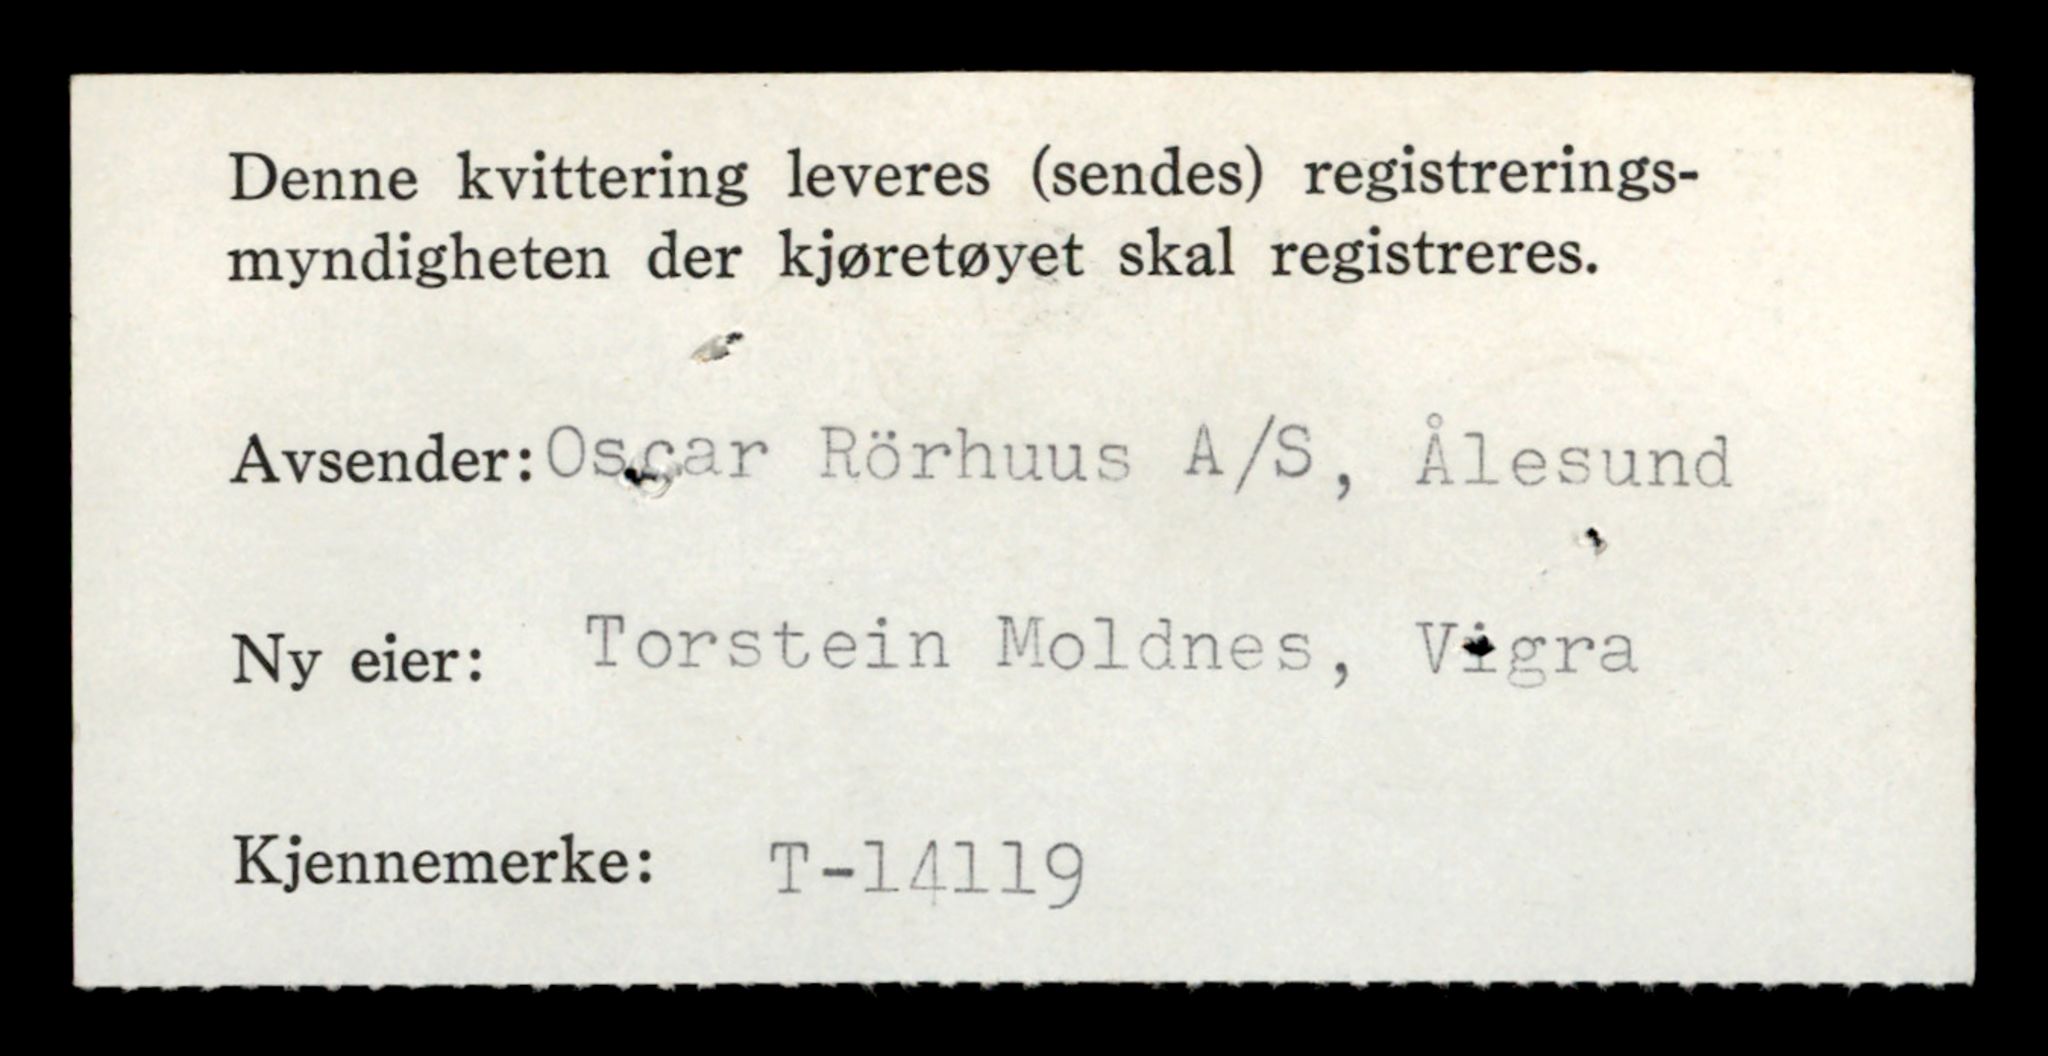 Denne kvittering leveres (sendes) registrerings-
myndigheten der kjøretøyet skal registreres.
Avsender: Oscar Rörhuus A/S, Ålesund
Ny eier: Torstein Moldnes, Vigra
Kjennemerke: T-14119